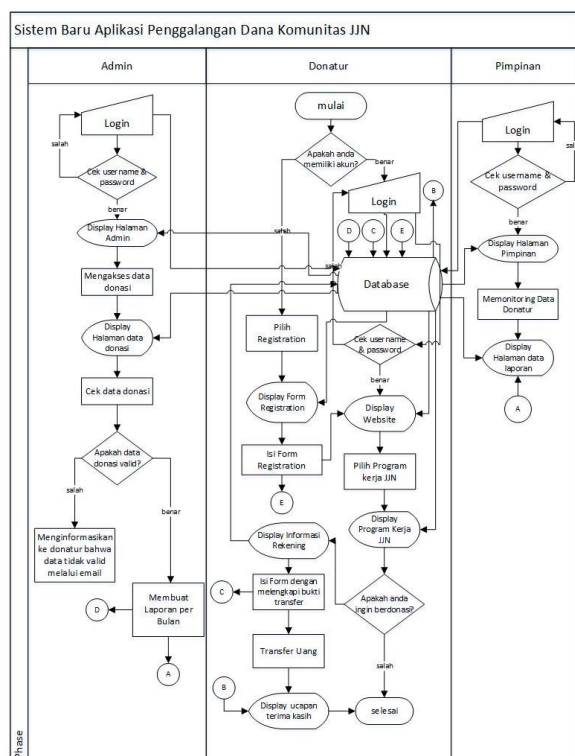 Sistem Baru Aplikasi Penggalangan Dana Komunitas JJN
Admin
Donatur
Pimpinan
Login
salah
Cek username &
password
benar
Display Halaman
Admin
Mengakses data
donasi
Display
Halaman data
donasi
Cek data donasi
Apakah data
donasi valid?
salah
benar
Menginformasikan
ke donatur bahwa
data tidak valid
melalui email
Membuat
Laporan per
Bulan
D
A
mulai
Apakah anda
memiliki akun?
benar
salah
Login
B
D
C
E
salah
Database
Pilih
Registration
Cek username
& password
benar
Display Form
Registration
Display
Website
Isi Form
Registration
E
Pilih Program
kerja JJN
Display Informasi
Rekening
Display
Program Kerja
JJN
Isi Form dengan
melengkapi bukti
transfer
C
Apakah anda
ingin berdonasi?
Transfer Uang
salah
B
Display ucapan
terima kasih
selesai
Login
salah
Cek username &
password
benar
Display Halaman
Pimpinan
Memonitoring Data
Donatur
Display
Halaman data
laporan
A
Phase